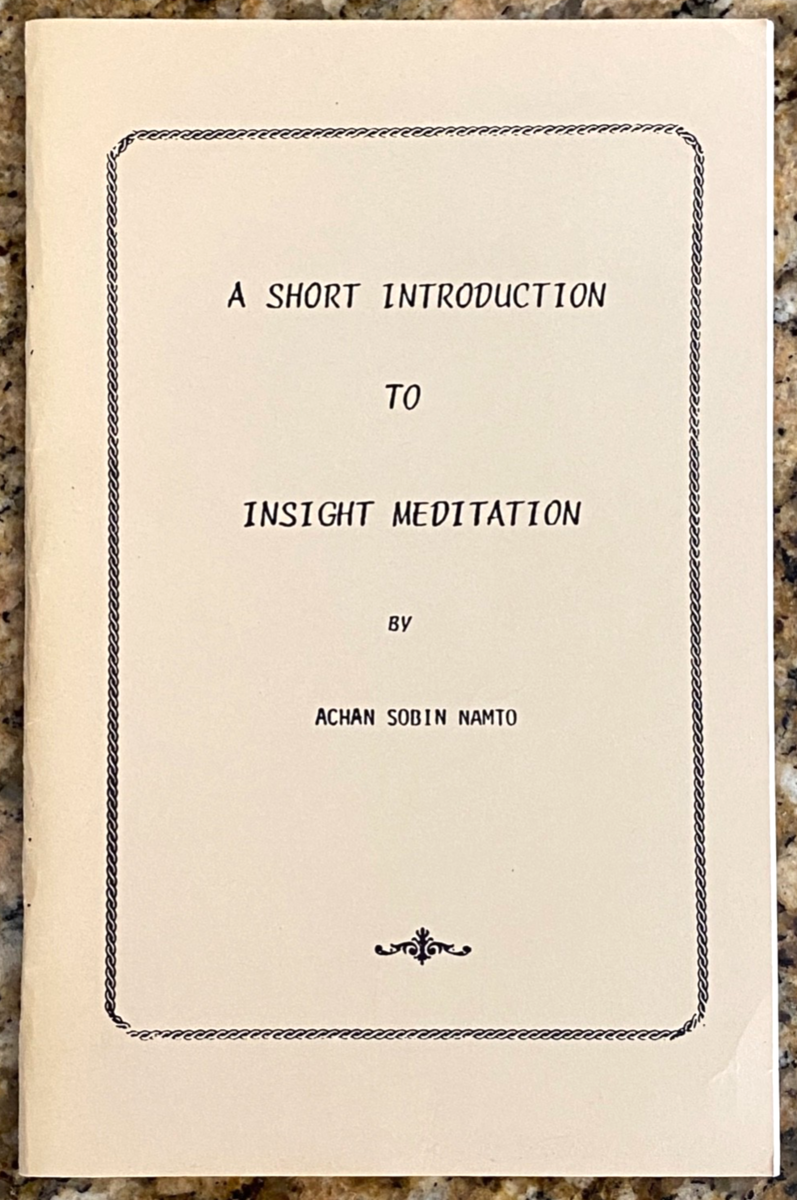 A SHORT INTRODUCTION
TO
INSIGHT MEDITATION
BY
ACHAN SOBIN NAMTO